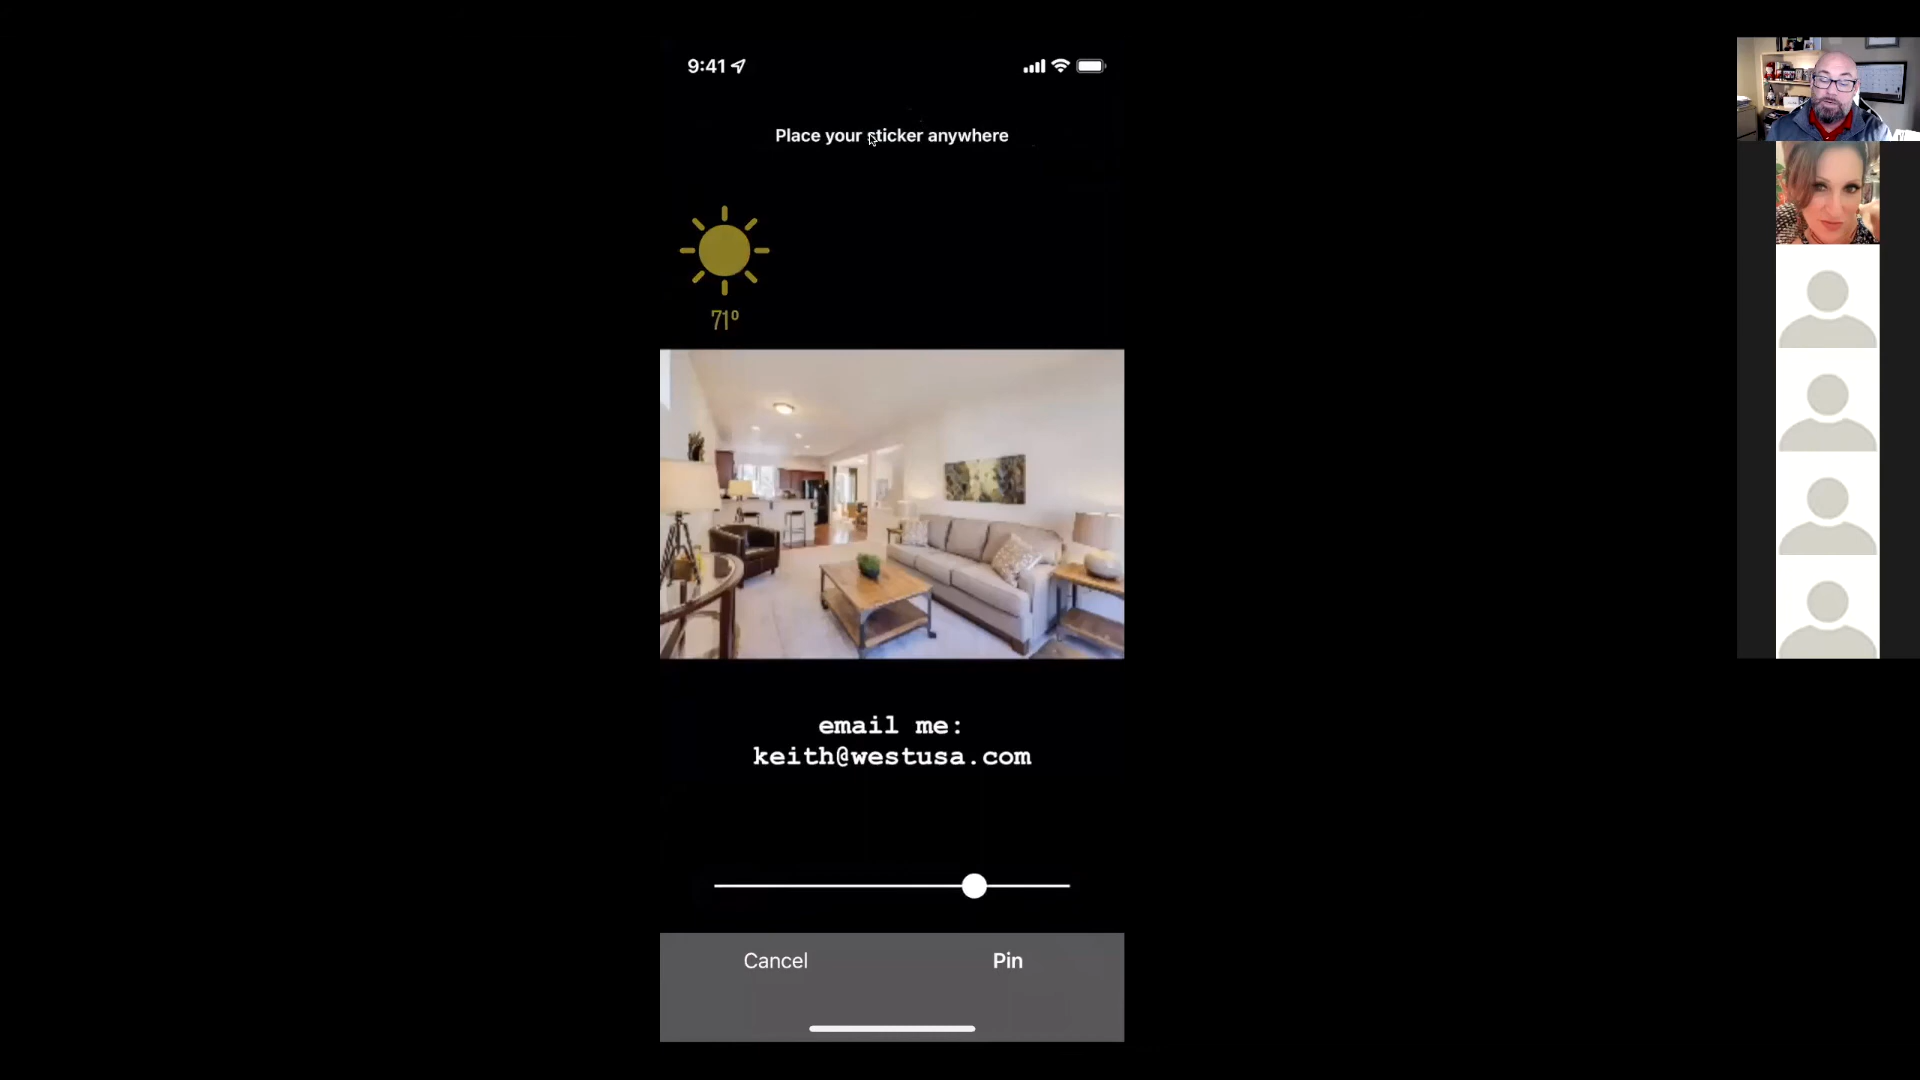 9:41
Place your sticker anywhere
71°
email me:
keith@westusa.com
Cancel
Pin